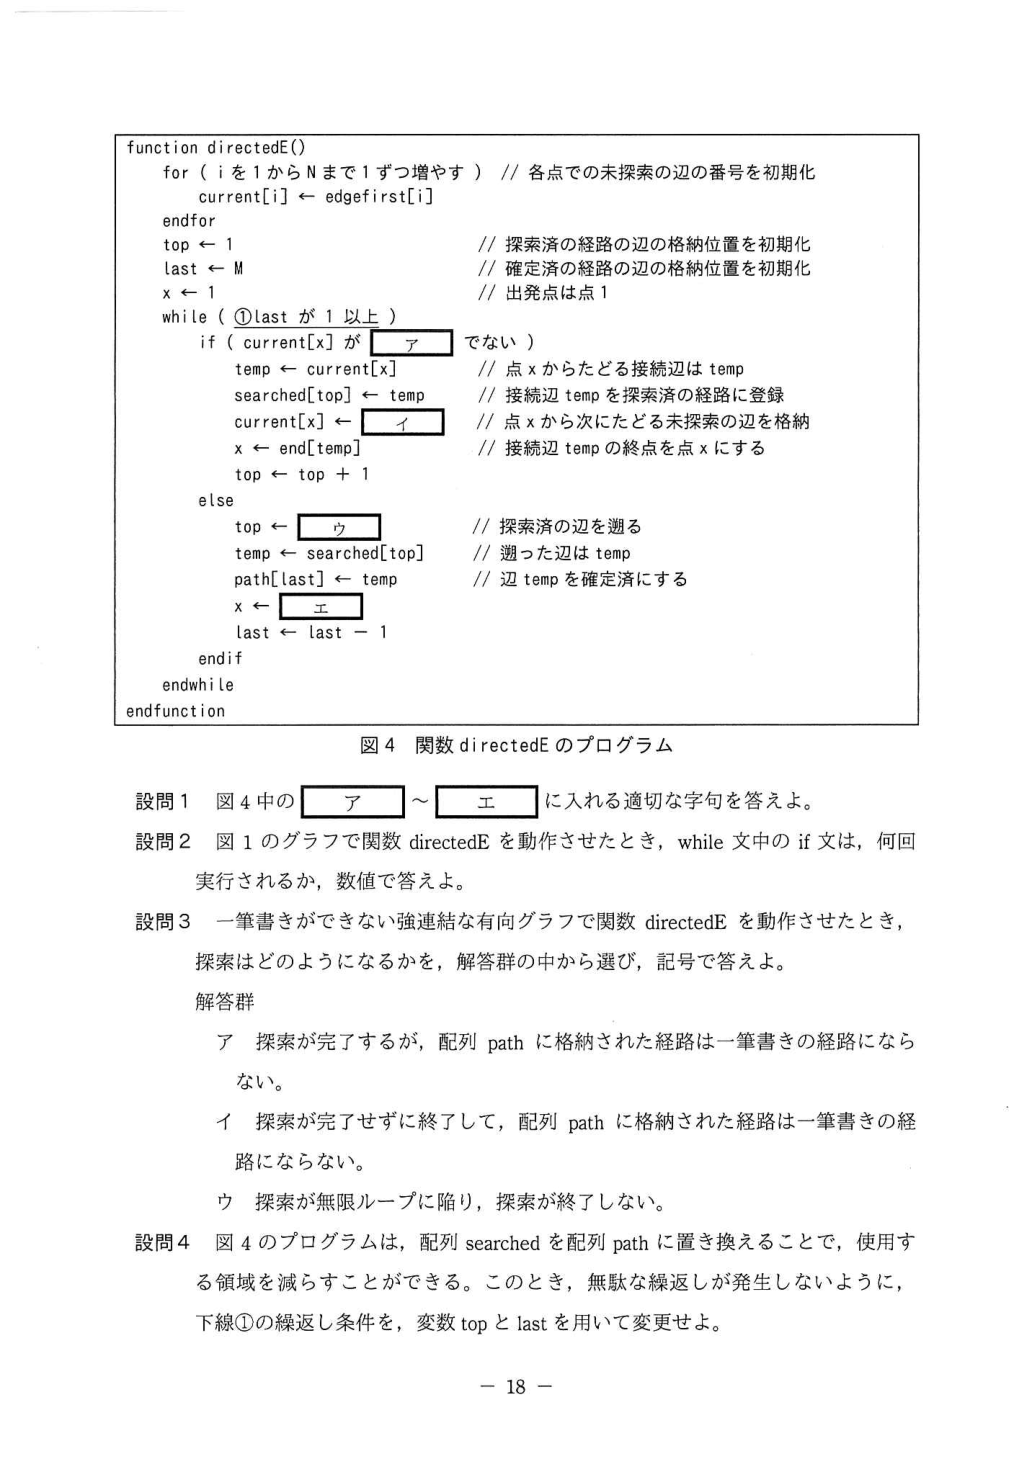 function directedE()
for ( i を 1 から N まで 1 ずつ増やす ) // 各点での未探索の辺の番号を初期化
current[i] ← edgefirst[i]
endfor
top ← 1 // 探索済の経路の辺の格納位置を初期化
last ← M // 確定済の経路の辺の格納位置を初期化
x ← 1 // 出発点は点 1
while ( ①last が 1 以上 )
if ( current[x] が ア でない )
temp ← current[x] // 点 x からたどる接続辺は temp
searched[top] ← temp // 接続辺 temp を探索済の経路に登録
current[x] ← イ // 点 x から次にたどる未探索の辺を格納
x ← end[temp] // 接続辺 temp の終点を点 x にする
top ← top + 1
else
top ← ウ // 探索済の辺を遡る
temp ← searched[top] // 遡った辺は temp
path[last] ← temp // 辺 temp を確定済にする
x ← エ
last ← last - 1
endif
endwhile
endfunction
図4 関数 directedE のプログラム
設問1 図 4 中の ア ～ エ に入れる適切な字句を答えよ。
設問2 図 1 のグラフで関数 directedE を動作させたとき，while 文中の if 文は，何回
実行されるか，数値で答えよ。
設問3 一筆書きができない強連結な有向グラフで関数 directedE を動作させたとき，
探索はどのようになるかを，解答群の中から選び，記号で答えよ。
解答群
ア 探索が完了するが，配列 path に格納された経路は一筆書きの経路になら
ない。
イ 探索が完了せずに終了して，配列 path に格納された経路は一筆書きの経
路にならない。
ウ 探索が無限ループに陥り，探索が終了しない。
設問4 図 4 のプログラムは，配列 searched を配列 path に置き換えることで，使用す
る領域を減らすことができる。このとき，無駄な繰返しが発生しないように，
下線①の繰返し条件を，変数 top と last を用いて変更せよ。
－ 18 －